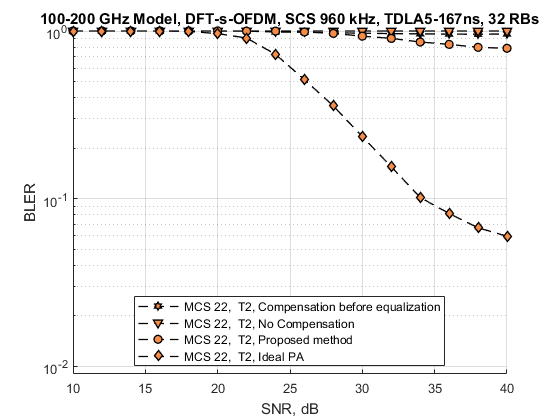 100-200 GHz Model, DFT-s-OFDM, SCS 960 kHz, TDLA5-167ns, 32 RBs
10^0
10^-1
10^-2
BLER
MCS 22, T2, Compensation before equalization
MCS 22, T2, No Compensation
MCS 22, T2, Proposed method
MCS 22, T2, Ideal PA
10 15 20 25 30 35 40
SNR, dB